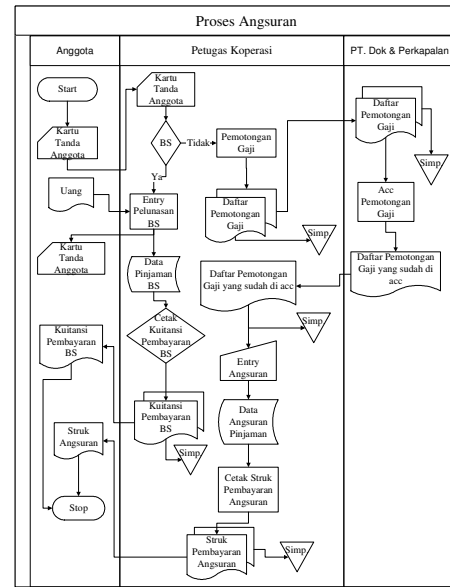 Proses Angsuran
Anggota
Petugas Koperasi
PT. Dok & Perkapalan
Start
Kartu
Tanda
Anggota
Uang
Kartu
Tanda
Anggota
Kuitansi
Pembayaran
BS
Struk
Angsuran
Stop
Kartu
Tanda
Anggota
BS
Tidak
Ya
Pemotongan
Gaji
Entry
Pelunasan
BS
Daftar
Pemotongan
Gaji
Simp.
Data
Pinjaman
BS
Daftar Pemotongan
Gaji yang sudah di
acc
Simp.
Cetak
Kuitansi
Pembayaran
BS
Entry
Angsuran
Kuitansi
Pembayaran
BS
Simp.
Data
Angsuran
Pinjaman
Cetak Struk
Pembayaran
Angsuran
Struk
Pembayaran
Angsuran
Simp.
Daftar
Pemotongan
Gaji
Simp.
Acc
Pemotongan
Gaji
Daftar Pemotongan
Gaji yang sudah di
acc